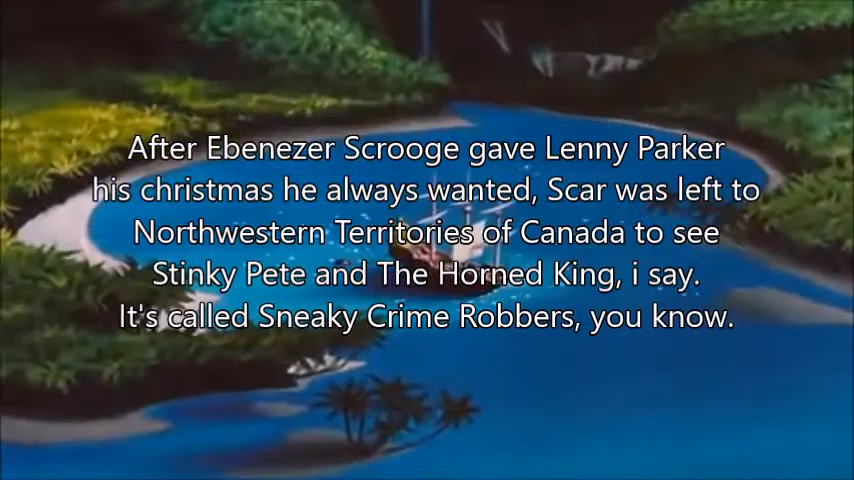 After Ebenezer Scrooge gave Lenny Parker
his christmas he always wanted, Scar was left to
Northwestern Territories of Canada to see
Stinky Pete and The Horned King, i say.
It's called Sneaky Crime Robbers, you know.